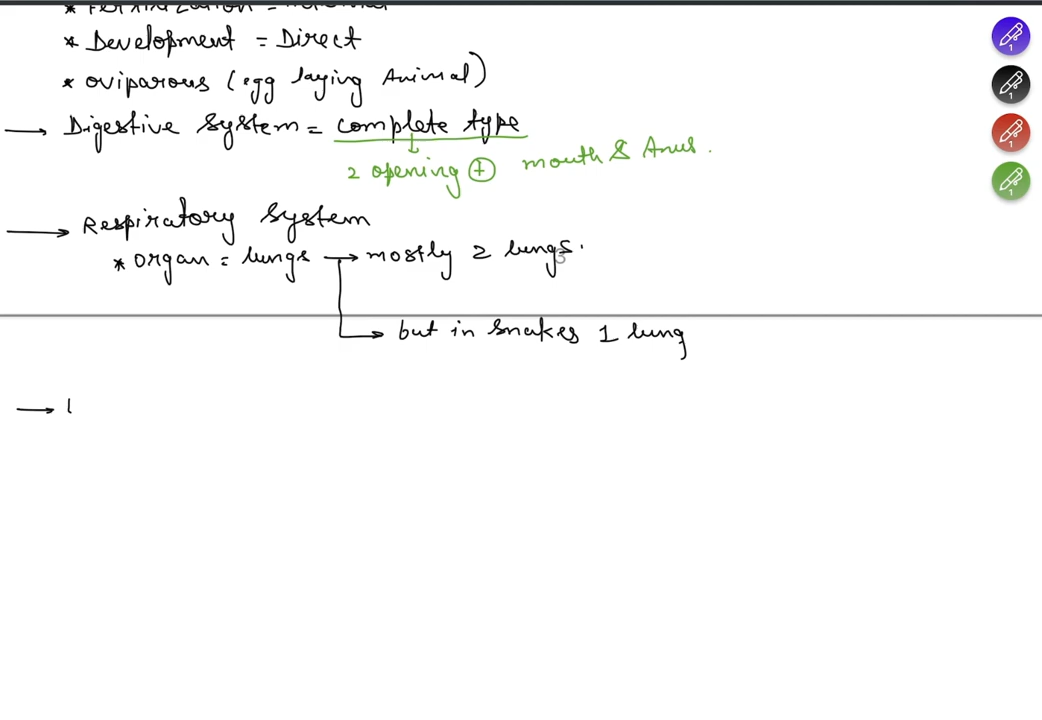 * Development = Direct
* oviparous (egg laying Animal)
→ Digestive system = complete type
2 opening + mouth & Anus.
→ Respiratory system
* organ = lungs → mostly 2 lungs.
→ but in snakes 1 lung
→